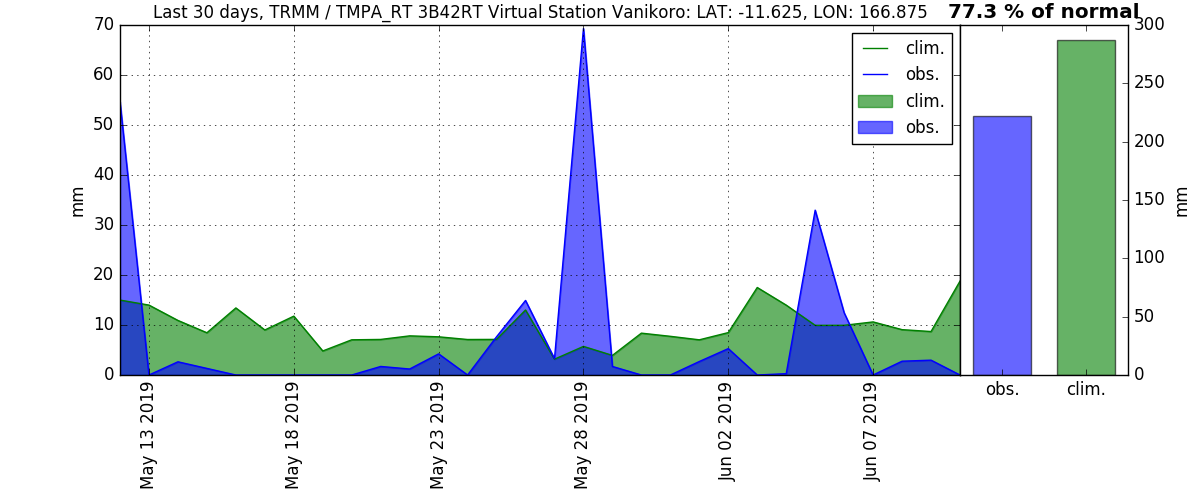 Last 30 days, TRMM / TMPA_RT 3B42RT Virtual Station Vanikoro: LAT: -11.625, LON: 166.875
77.3 % of normal
70
60
50
40
30
20
10
0
mm
clim.
obs.
clim.
obs.
May 13 2019
May 18 2019
May 23 2019
May 28 2019
Jun 02 2019
Jun 07 2019
300
250
200
150
100
50
0
mm
obs.
clim.